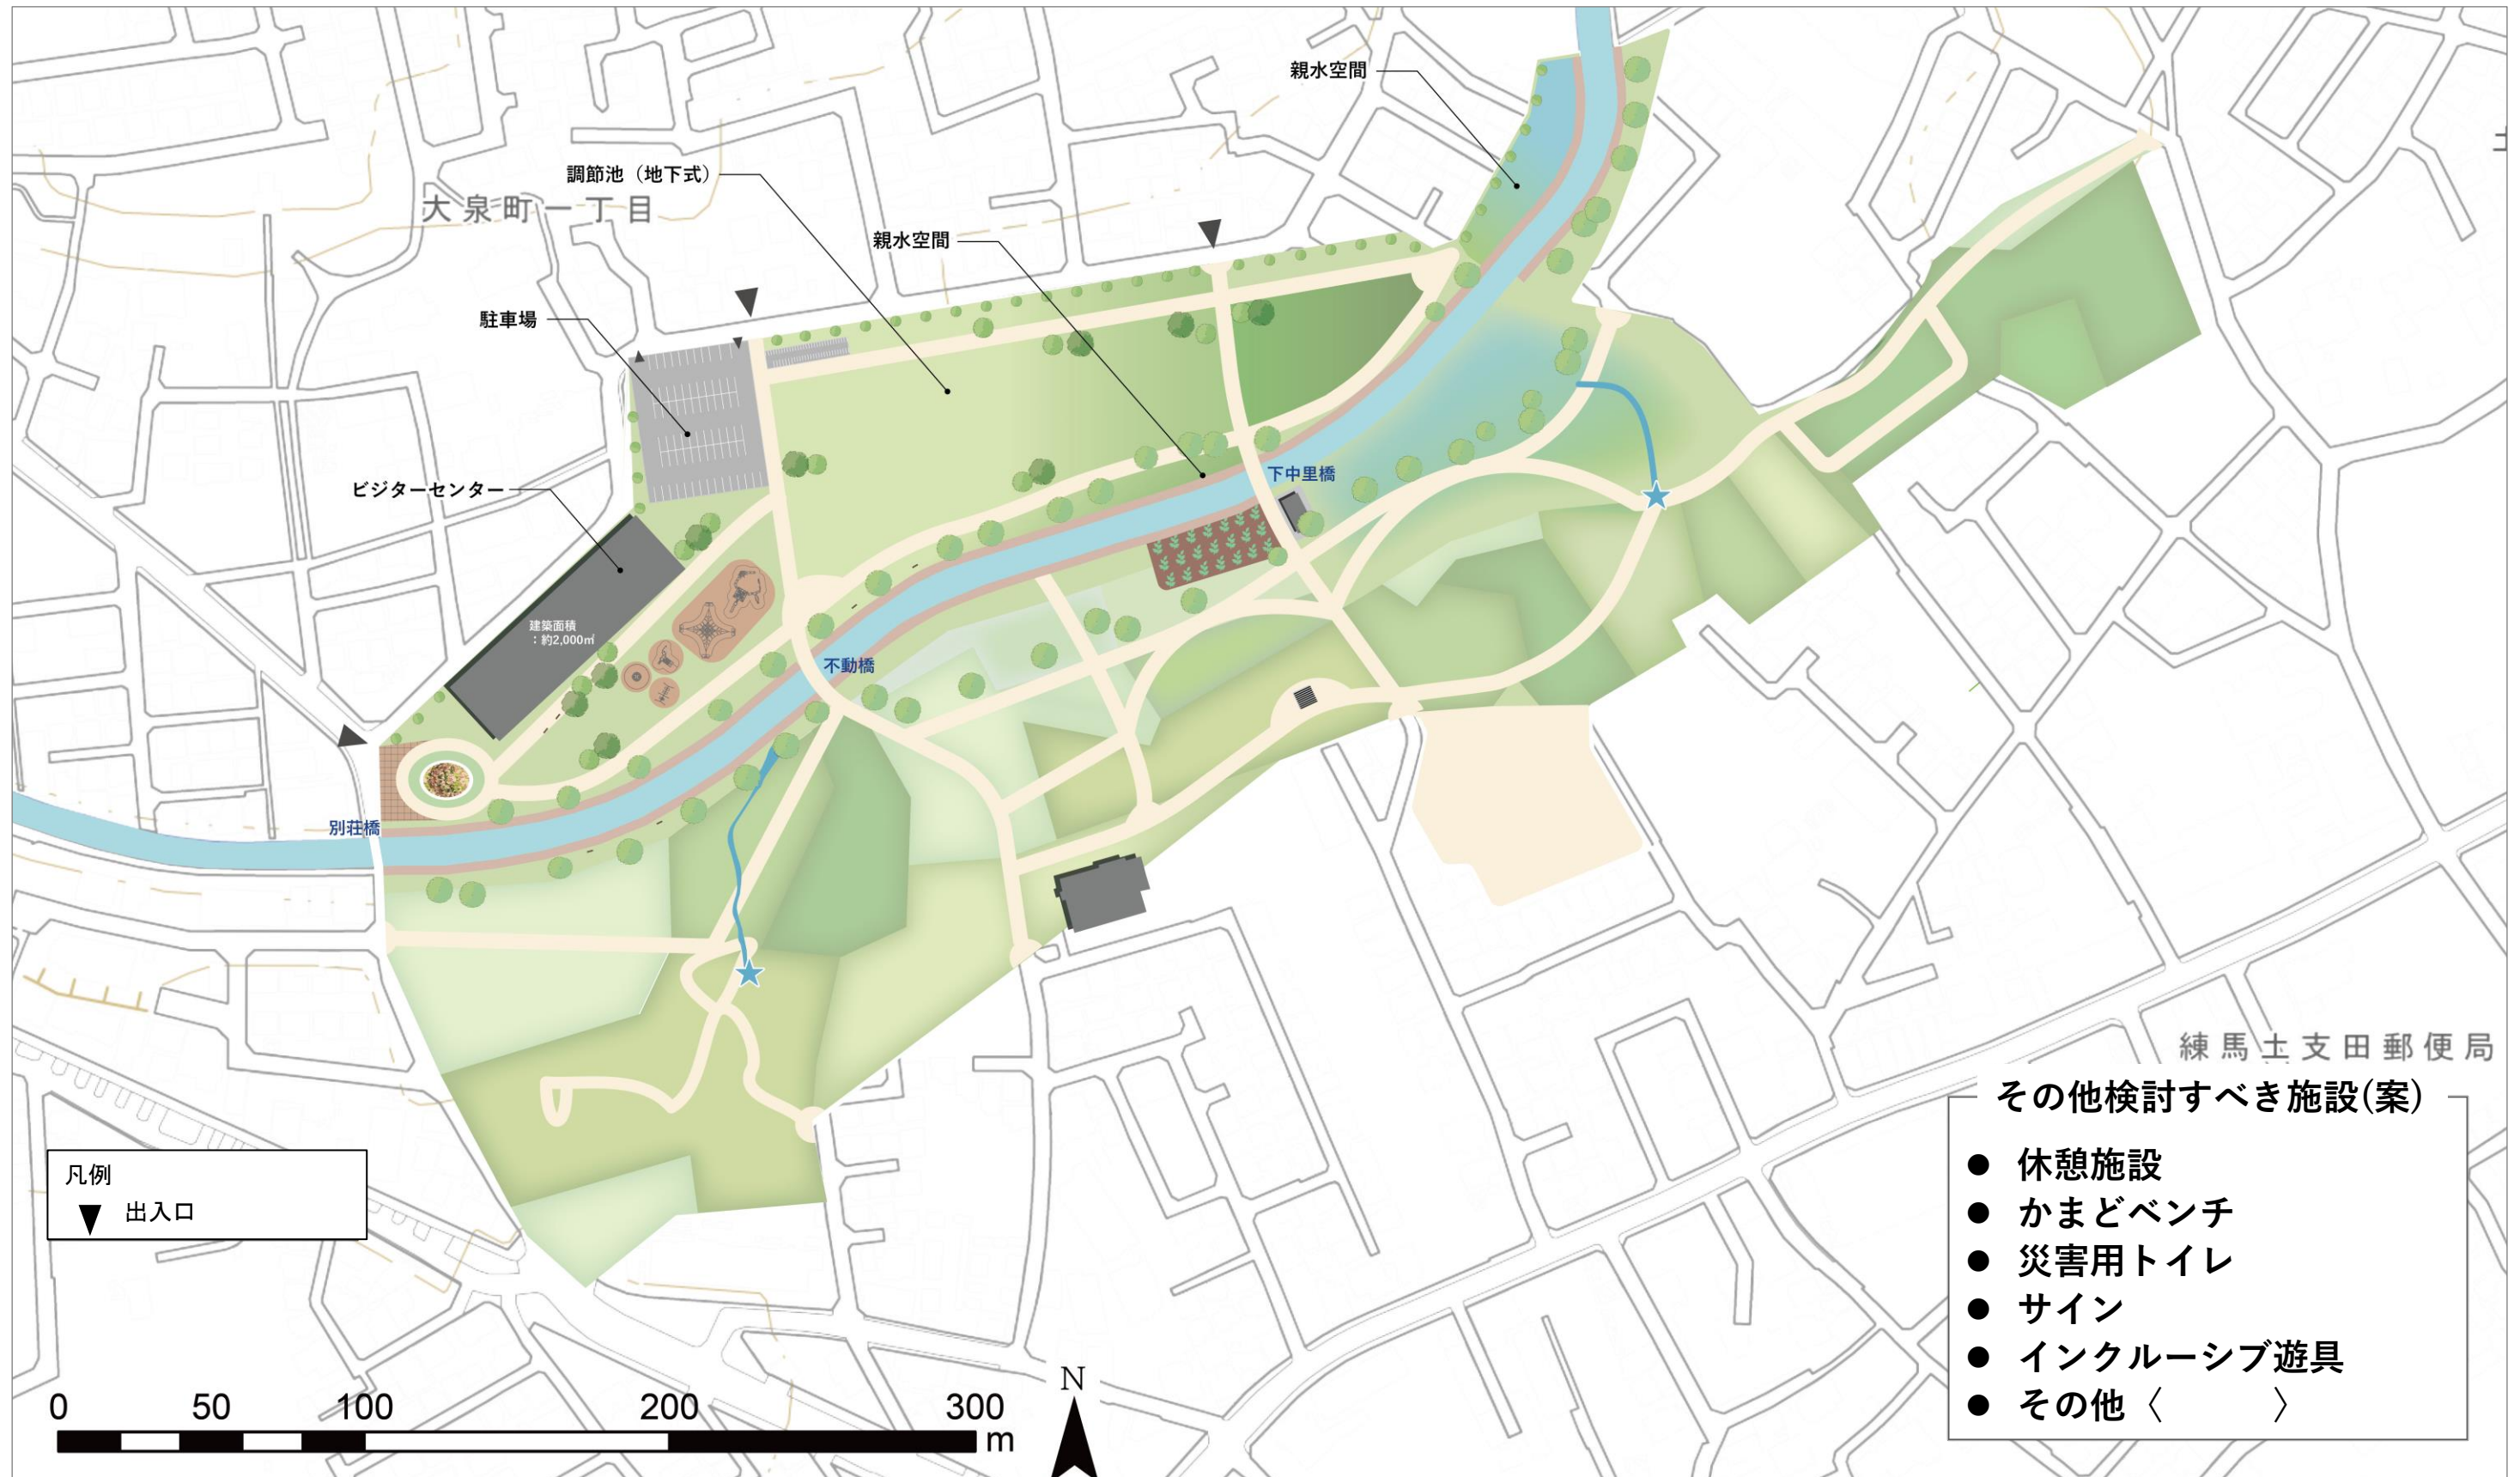 親水空間
調節池（地下式）
大泉町一丁目
親水空間
駐車場
下中里橋
ビジターセンター
建築面積
：約2,000㎡
不動橋
別荘橋
練馬土支田郵便局
その他検討すべき施設(案)
● 休憩施設
● かまどベンチ
● 災害用トイレ
● サイン
● インクルーシブ遊具
● その他〈　　　〉
凡例
▼ 出入口
0 50 100 200 300
m
N